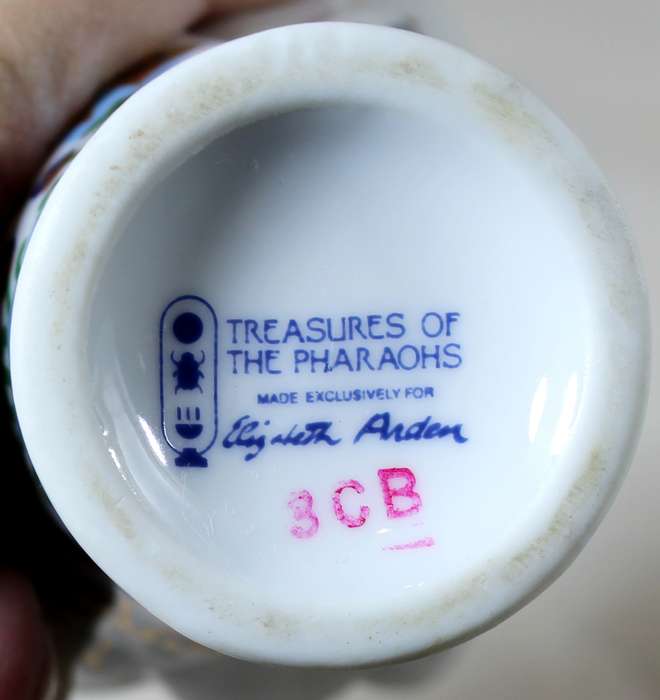 TREASURES OF
THE PHARAOHS
MADE EXCLUSIVELY FOR
Elizabeth Arden
3CB